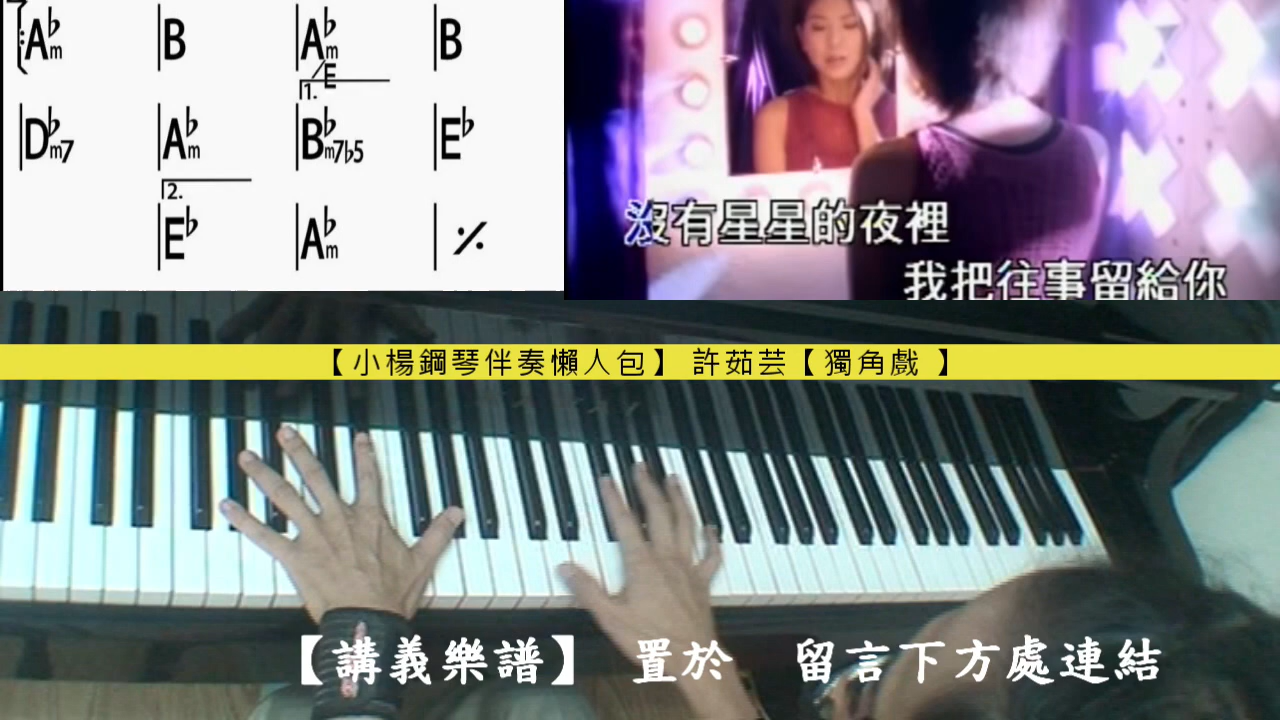 A♭m B A♭m/E B
1.
D♭m7 A♭m B♭m7♭5 E♭
2.
E♭ A♭m 𝄎
沒有星星的夜裡
我把往事留給你
【小楊鋼琴伴奏懶人包】 許茹芸【獨角戲 】
【講義樂譜】 置於 留言下方處連結